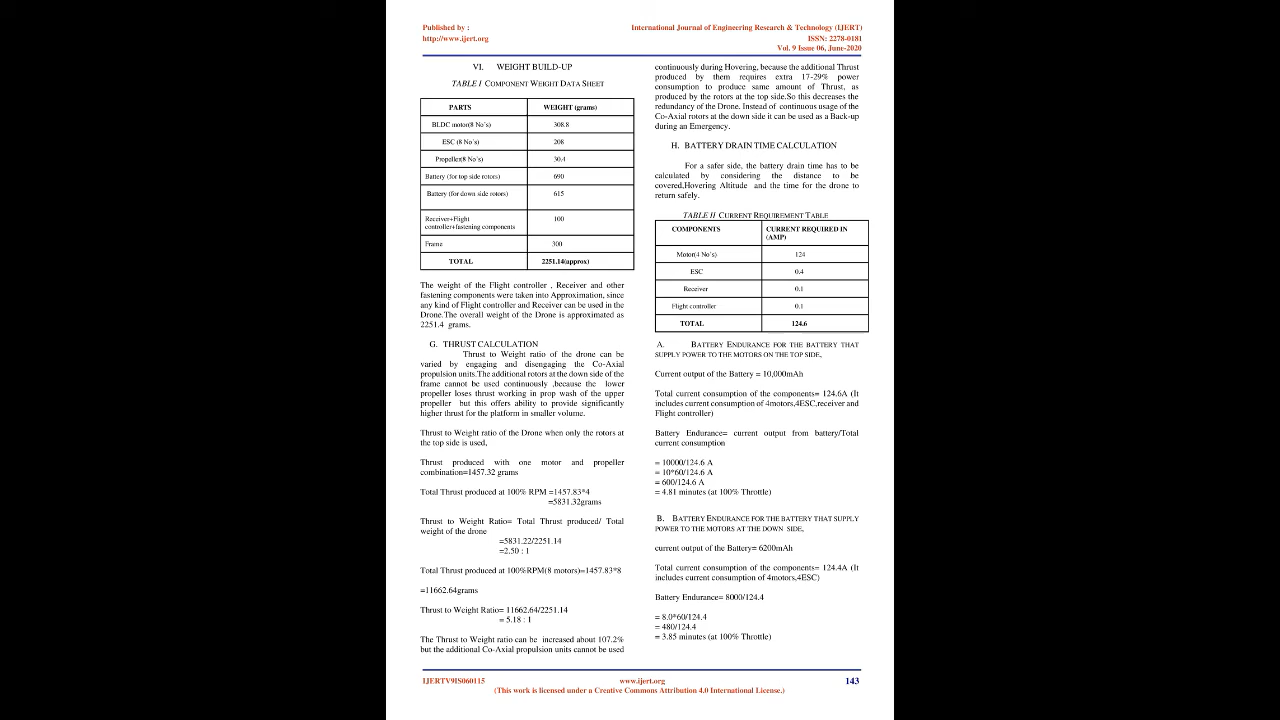 Published by :
http://www.ijert.org
International Journal of Engineering Research & Technology (IJERT)
ISSN: 2278-0181
Vol. 9 Issue 06, June-2020
VI. WEIGHT BUILD-UP
TABLE I COMPONENT WEIGHT DATA SHEET
PARTS WEIGHT (grams)
BLDC motor(8 No's) 308.8
ESC (8 No's) 208
Propeller(8 No's) 30.4
Battery (for top side rotors) 690
Battery (for down side rotors) 615
Receiver+Flight 100
controller+fastening components
Frame 300
TOTAL 2251.14(approx)
The weight of the Flight controller , Receiver and other
fastening components were taken into Approximation, since
any kind of Flight controller and Receiver can be used in the
Drone.The overall weight of the Drone is approximated as
2251.4 grams.
G. THRUST CALCULATION
Thrust to Weight ratio of the drone can be
varied by engaging and disengaging the Co-Axial
propulsion units.The additional rotors at the down side of the
frame cannot be used continuously ,because the lower
propeller loses thrust working in prop wash of the upper
propeller but this offers ability to provide significantly
higher thrust for the platform in smaller volume.
Thrust to Weight ratio of the Drone when only the rotors at
the top side is used,
Thrust produced with one motor and propeller
combination=1457.32 grams
Total Thrust produced at 100% RPM =1457.83*4
=5831.32grams
Thrust to Weight Ratio= Total Thrust produced/ Total
weight of the drone
=5831.22/2251.14
=2.50 : 1
Total Thrust produced at 100%RPM(8 motors)=1457.83*8
=11662.64grams
Thrust to Weight Ratio= 11662.64/2251.14
= 5.18 : 1
The Thrust to Weight ratio can be increased about 107.2%
but the additional Co-Axial propulsion units cannot be used
continuously during Hovering, because the additional Thrust
produced by them requires extra 17-29% power
consumption to produce same amount of Thrust, as
produced by the rotors at the top side.So this decreases the
redundancy of the Drone. Instead of continuous usage of the
Co-Axial rotors at the down side it can be used as a Back-up
during an Emergency.
H. BATTERY DRAIN TIME CALCULATION
For a safer side, the battery drain time has to be
calculated by considering the distance to be
covered,Hovering Altitude and the time for the drone to
return safely.
TABLE II CURRENT REQUIREMENT TABLE
COMPONENTS CURRENT REQUIRED IN
(AMP)
Motor(4 No's) 124
ESC 0.4
Receiver 0.1
Flight controller 0.1
TOTAL 124.6
A. BATTERY ENDURANCE FOR THE BATTERY THAT
SUPPLY POWER TO THE MOTORS ON THE TOP SIDE,
Current output of the Battery = 10,000mAh
Total current consumption of the components= 124.6A (It
includes current consumption of 4motors,4ESC,receiver and
Flight controller)
Battery Endurance= current output from battery/Total
current consumption
= 10000/124.6 A
= 10*60/124.6 A
= 600/124.6 A
= 4.81 minutes (at 100% Throttle)
B. BATTERY ENDURANCE FOR THE BATTERY THAT SUPPLY
POWER TO THE MOTORS AT THE DOWN SIDE,
current output of the Battery= 6200mAh
Total current consumption of the components= 124.4A (It
includes current consumption of 4motors,4ESC)
Battery Endurance= 8000/124.4
= 8.0*60/124.4
= 480/124.4
= 3.85 minutes (at 100% Throttle)
IJERTV9IS060115
www.ijert.org
143
(This work is licensed under a Creative Commons Attribution 4.0 International License.)